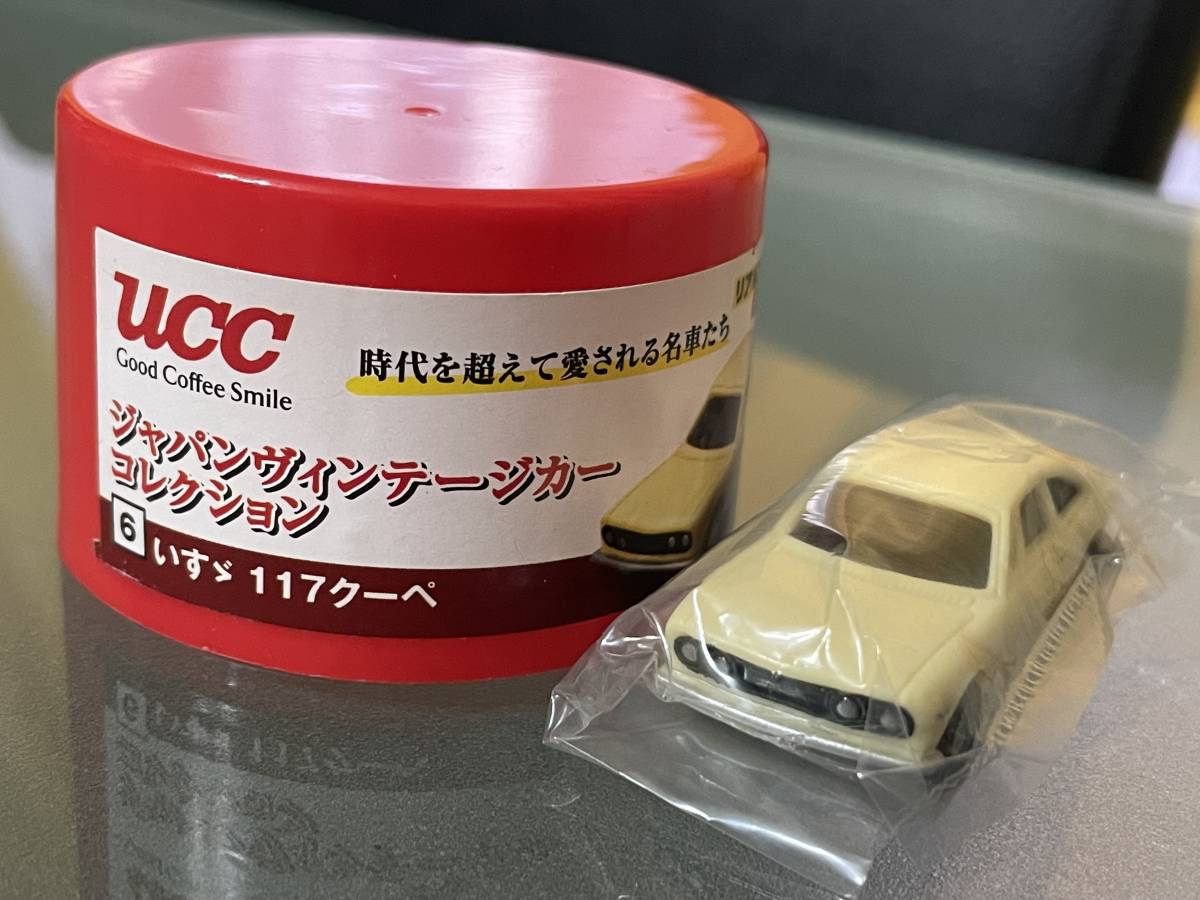 ucc
Good Coffee Smile
時代を超えて愛される名車たち
ジャパンヴィンテージカー
コレクション
6 いすゞ 117クーペ